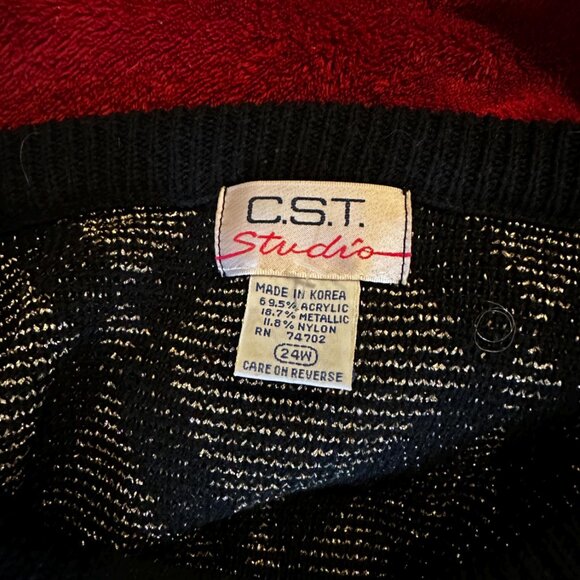 C.S.T.
Studio
MADE IN KOREA
69.5% ACRYLIC
18.7% METALLIC
11.8% NYLON
RN 74702
24W
CARE ON REVERSE